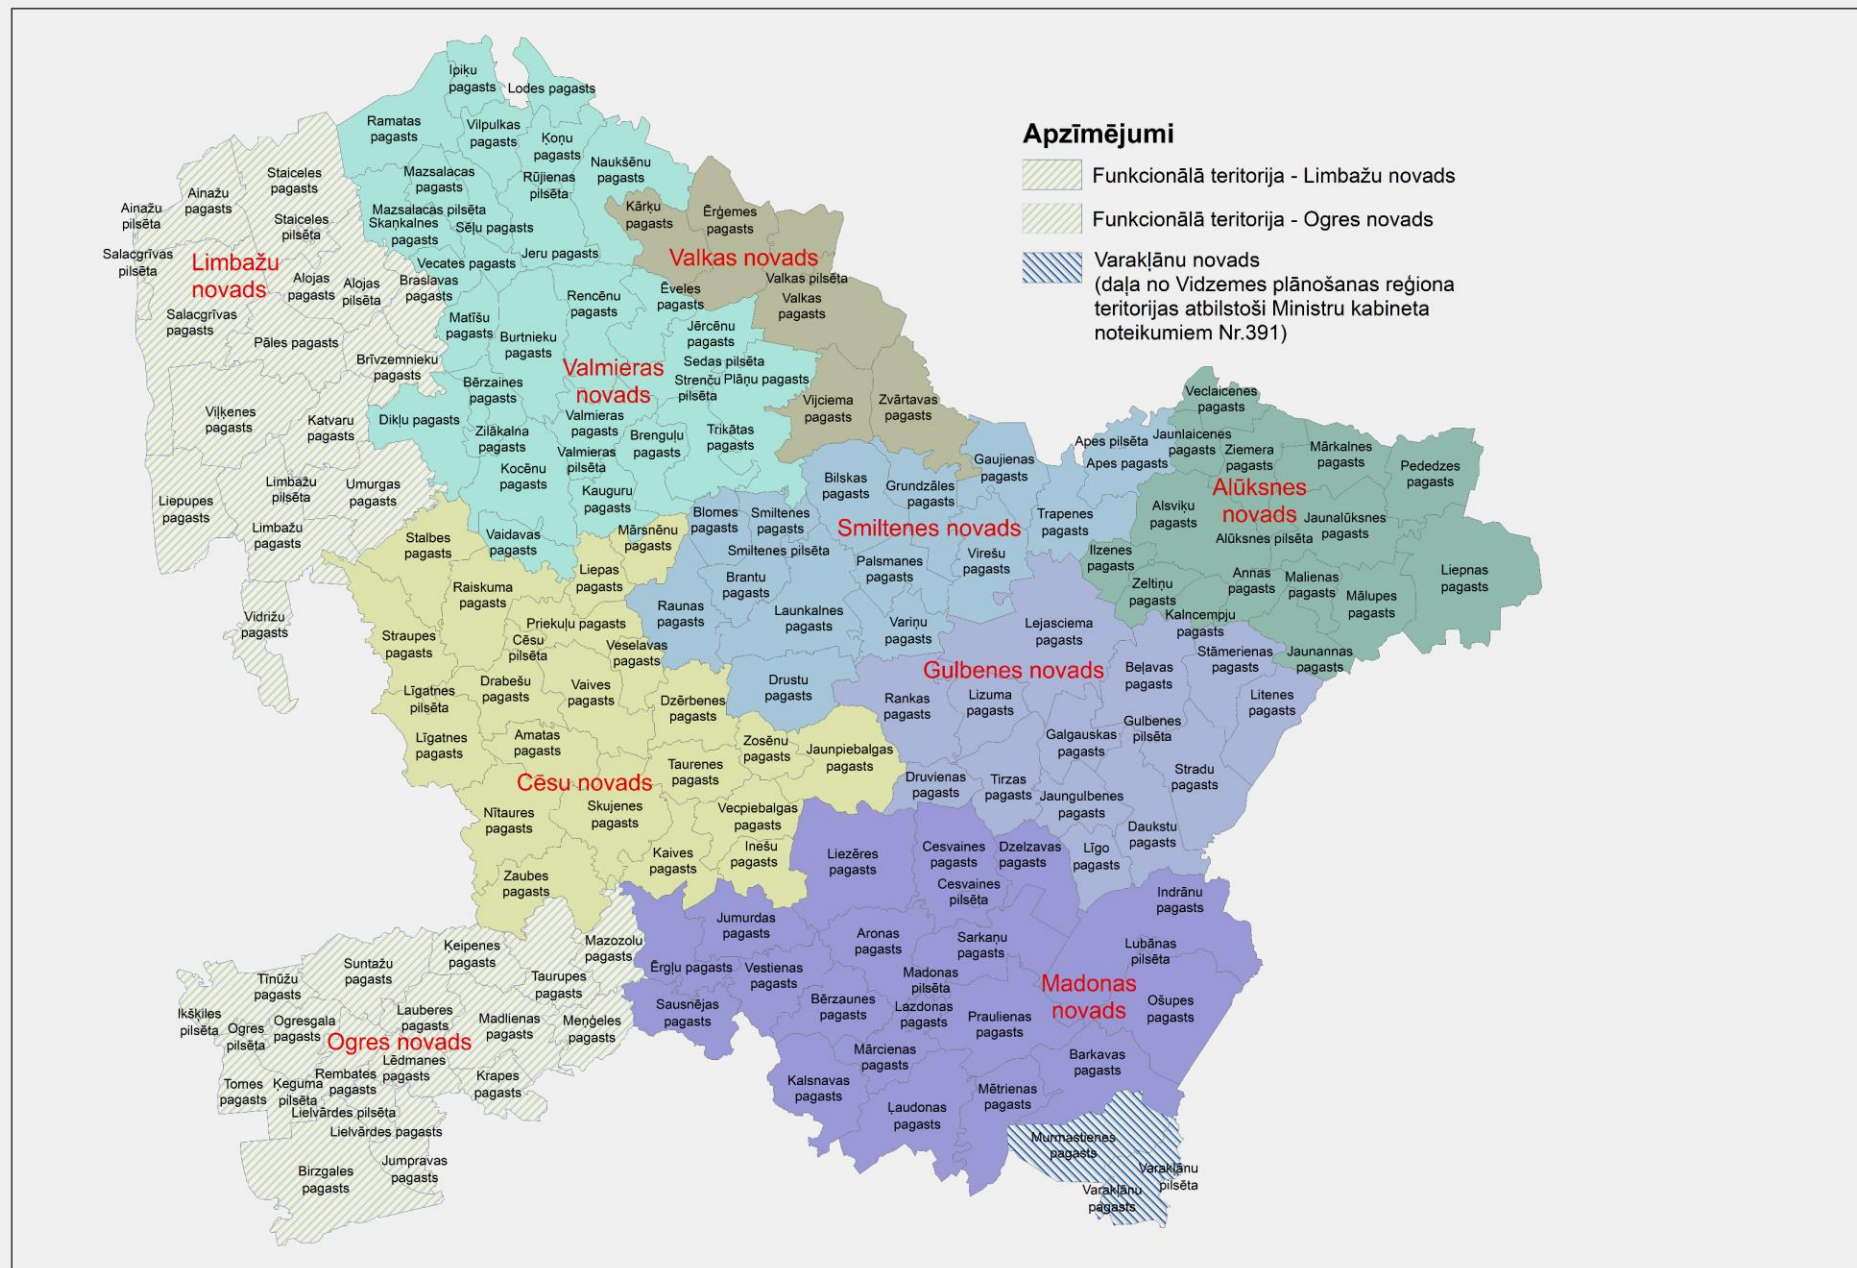 Apzīmējumi
Funkcionālā teritorija - Limbažu novads
Funkcionālā teritorija - Ogres novads
Varakļānu novads
(daļa no Vidzemes plānošanas reģiona
teritorijas atbilstoši Ministru kabineta
noteikumiem Nr.391)
Limbažu
novads
Ainažu
pilsēta
Ainažu
pagasts
Staiceles
pagasts
Staiceles
pilsēta
Salacgrīvas
pilsēta
Alojas
pagasts
Alojas
pilsēta
Braslavas
pagasts
Salacgrīvas
pagasts
Pāles pagasts
Brīvzemnieku
pagasts
Viļķenes
pagasts
Katvaru
pagasts
Liepupes
pagasts
Limbažu
pilsēta
Umurgas
pagasts
Limbažu
pagasts
Vidrižu
pagasts
Valmieras
novads
Ipiķu
pagasts
Lodes pagasts
Ramatas
pagasts
Vilpulkas
pagasts
Ķoņu
pagasts
Naukšēnu
pagasts
Mazsalacas
pagasts
Rūjienas
pilsēta
Mazsalacas pilsēta
Skaņkalnes
pagasts
Sēļu pagasts
Vecates pagasts
Jeru pagasts
Rencēnu
pagasts
Ēveles
pagasts
Matīšu
pagasts
Burtnieku
pagasts
Jērcēnu
pagasts
Sedas pilsēta
Strenču
pilsēta
Plāņu pagasts
Bērzaines
pagasts
Dikļu pagasts
Zilākalna
pagasts
Valmieras
pagasts
Valmieras
pilsēta
Brenguļu
pagasts
Trikātas
pagasts
Kocēnu
pagasts
Kauguru
pagasts
Vaidavas
pagasts
Valkas novads
Kārķu
pagasts
Ērģemes
pagasts
Valkas pilsēta
Valkas
pagasts
Vijciema
pagasts
Zvārtavas
pagasts
Smiltenes novads
Gaujienas
pagasts
Apes pilsēta
Apes pagasts
Bilskas
pagasts
Grundzāles
pagasts
Trapenes
pagasts
Blomes
pagasts
Smiltenes
pagasts
Smiltenes pilsēta
Palsmanes
pagasts
Virešu
pagasts
Brantu
pagasts
Raunas
pagasts
Launkalnes
pagasts
Variņu
pagasts
Drustu
pagasts
Alūksnes
novads
Veclaicenes
pagasts
Jaunlaicenes
pagasts
Ziemera
pagasts
Mārkalnes
pagasts
Pededzes
pagasts
Alsviķu
pagasts
Jaunalūksnes
pagasts
Alūksnes pilsēta
Ilzenes
pagasts
Zeltiņu
pagasts
Annas
pagasts
Malienas
pagasts
Mālupes
pagasts
Liepnas
pagasts
Kalncempju
pagasts
Jaunannas
pagasts
Gulbenes novads
Lejasciema
pagasts
Stāmerienas
pagasts
Beļavas
pagasts
Litenes
pagasts
Rankas
pagasts
Lizuma
pagasts
Galgauskas
pagasts
Gulbenes
pilsēta
Stradu
pagasts
Druvienas
pagasts
Tirzas
pagasts
Jaungulbenes
pagasts
Daukstu
pagasts
Līgo
pagasts
Cēsu novads
Mārsnēnu
pagasts
Stalbes
pagasts
Liepas
pagasts
Raiskuma
pagasts
Priekuļu pagasts
Straupes
pagasts
Cēsu
pilsēta
Veselavas
pagasts
Līgatnes
pilsēta
Drabešu
pagasts
Vaives
pagasts
Dzērbenes
pagasts
Līgatnes
pagasts
Amatas
pagasts
Zosēnu
pagasts
Jaunpiebalgas
pagasts
Taurenes
pagasts
Nītaures
pagasts
Skujenes
pagasts
Vecpiebalgas
pagasts
Kaives
pagasts
Inešu
pagasts
Zaubes
pagasts
Madonas
novads
Liezēres
pagasts
Cesvaines
pagasts
Dzelzavas
pagasts
Cesvaines
pilsēta
Indrānu
pagasts
Jumurdas
pagasts
Aronas
pagasts
Sarkaņu
pagasts
Lubānas
pilsēta
Ērgļu pagasts
Vestienas
pagasts
Madonas
pilsēta
Sausnējas
pagasts
Bērzaunes
pagasts
Lazdonas
pagasts
Praulienas
pagasts
Ošupes
pagasts
Mārcienas
pagasts
Barkavas
pagasts
Kalsnavas
pagasts
Mētrienas
pagasts
Ļaudonas
pagasts
Murmastienes
pagasts
Varakļānu
pilsēta
Varakļānu
pagasts
Ogres novads
Mazozolu
pagasts
Ķeipenes
pagasts
Suntažu
pagasts
Taurupes
pagasts
Tīnūžu
pagasts
Ikšķiles
pilsēta
Ogres
pilsēta
Ogresgala
pagasts
Lauberes
pagasts
Madlienas
pagasts
Meņģeles
pagasts
Lēdmanes
pagasts
Tomes
pagasts
Ķeguma
pilsēta
Rembates
pagasts
Krapes
pagasts
Lielvārdes pilsēta
Lielvārdes pagasts
Birzgales
pagasts
Jumpravas
pagasts